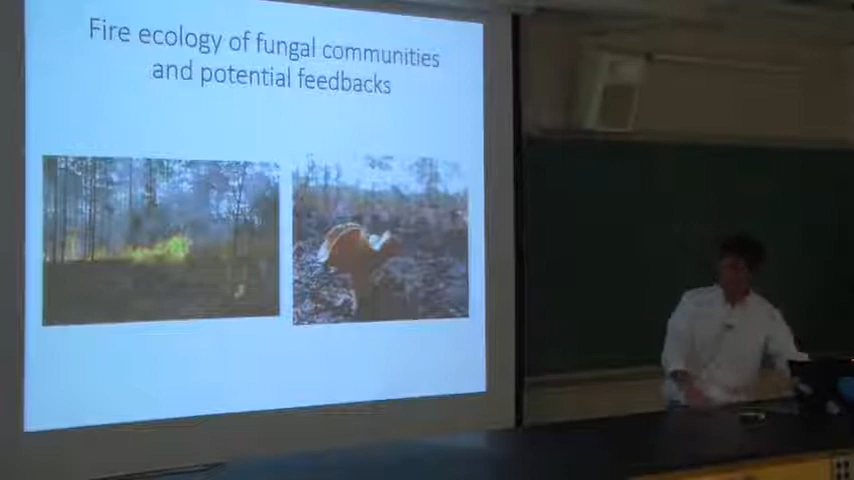 Fire ecology of fungal communities
and potential feedbacks